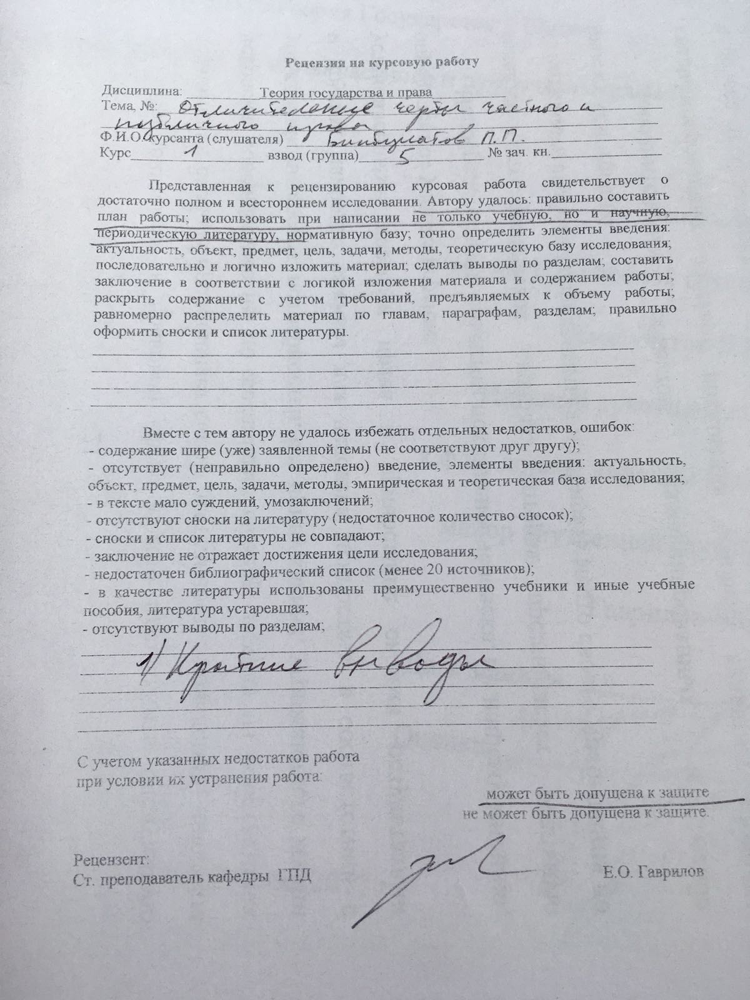 Рецензия на курсовую работу
Дисциплина: Теория государства и права
Тема, №: Отличительные черты частного и
публичного права
Ф.И.О. курсанта (слушателя) П.П.
Курс 1 взвод (группа) 5 № зач. кн.
Представленная к рецензированию курсовая работа свидетельствует о
достаточно полном и всестороннем исследовании. Автору удалось: правильно составить
план работы; использовать при написании не только учебную, но и научную,
периодическую литературу, нормативную базу; точно определить элементы введения:
актуальность, объект, предмет, цель, задачи, методы, теоретическую базу исследования;
последовательно и логично изложить материал; сделать выводы по разделам; составить
заключение в соответствии с логикой изложения материала и содержанием работы;
раскрыть содержание с учетом требований, предъявляемых к объему работы;
равномерно распределить материал по главам, параграфам, разделам; правильно
оформить сноски и список литературы.
Вместе с тем автору не удалось избежать отдельных недостатков, ошибок:
- содержание шире (уже) заявленной темы (не соответствуют друг другу);
- отсутствует (неправильно определено) введение, элементы введения: актуальность,
объект, предмет, цель, задачи, методы, эмпирическая и теоретическая база исследования;
- в тексте мало суждений, умозаключений;
- отсутствуют сноски на литературу (недостаточное количество сносок);
- сноски и список литературы не совпадают;
- заключение не отражает достижения цели исследования;
- недостаточен библиографический список (менее 20 источников);
- в качестве литературы использованы преимущественно учебники и иные учебные
пособия, литература устаревшая;
- отсутствуют выводы по разделам;
1) Краткие выводы
С учетом указанных недостатков работа
при условии их устранения работа:
может быть допущена к защите
не может быть допущена к защите.
Рецензент:
Ст. преподаватель кафедры ГПД Е.О. Гаврилов